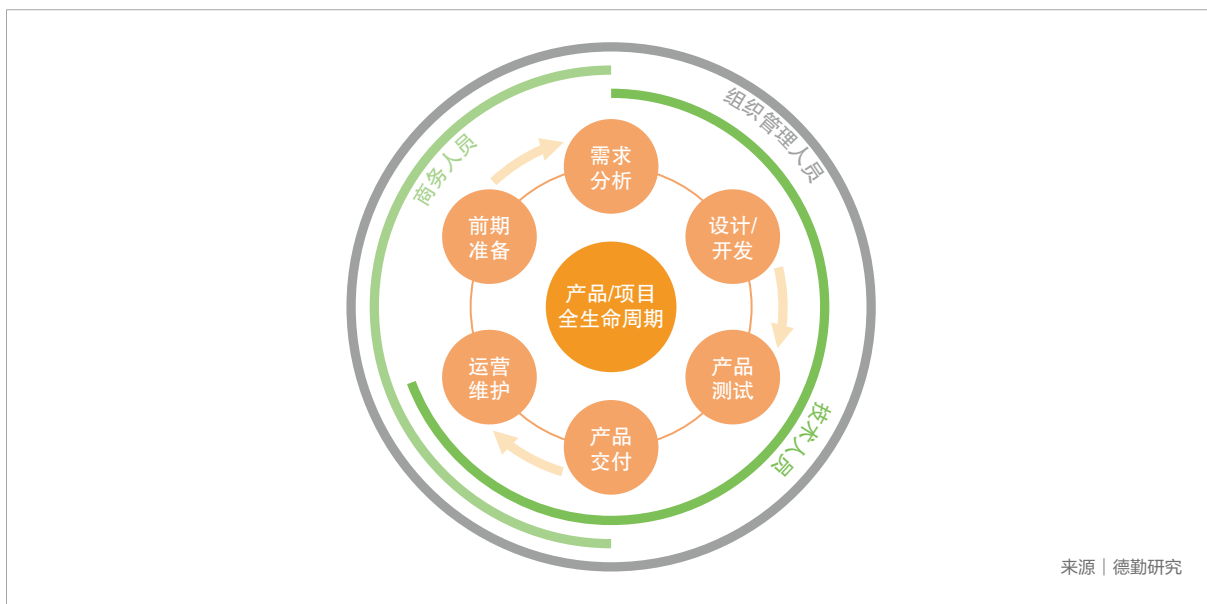 组织管理人员
商务人员
需求
分析
前期
准备
设计/
开发
产品/项目
全生命周期
运营
维护
产品
测试
产品
交付
技术人员
来源｜德勤研究